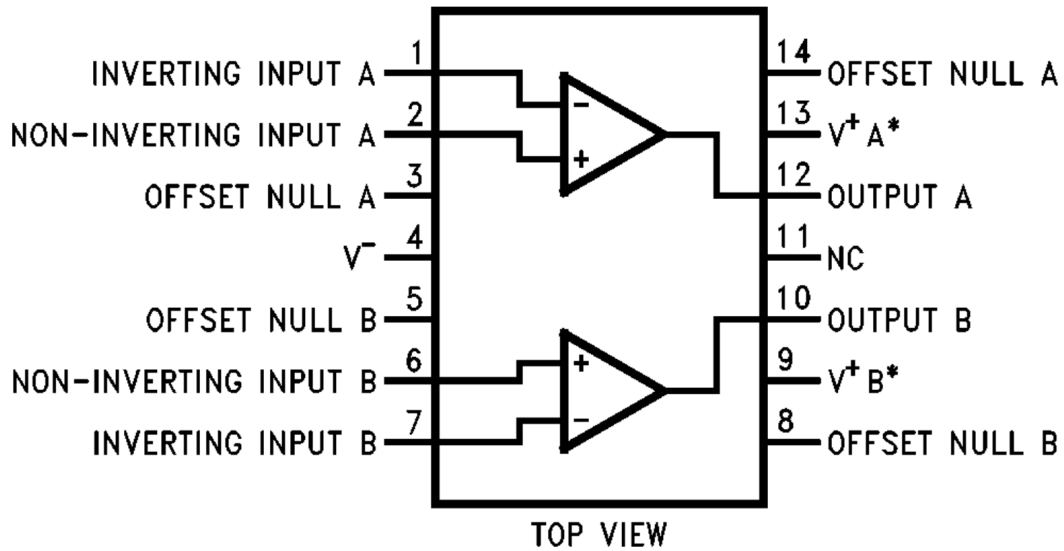 INVERTING INPUT A 1
NON-INVERTING INPUT A 2
OFFSET NULL A 3
V⁻ 4
OFFSET NULL B 5
NON-INVERTING INPUT B 6
INVERTING INPUT B 7
−
+
+
−
14 OFFSET NULL A
13 V⁺ A*
12 OUTPUT A
11 NC
10 OUTPUT B
9 V⁺ B*
8 OFFSET NULL B
TOP VIEW